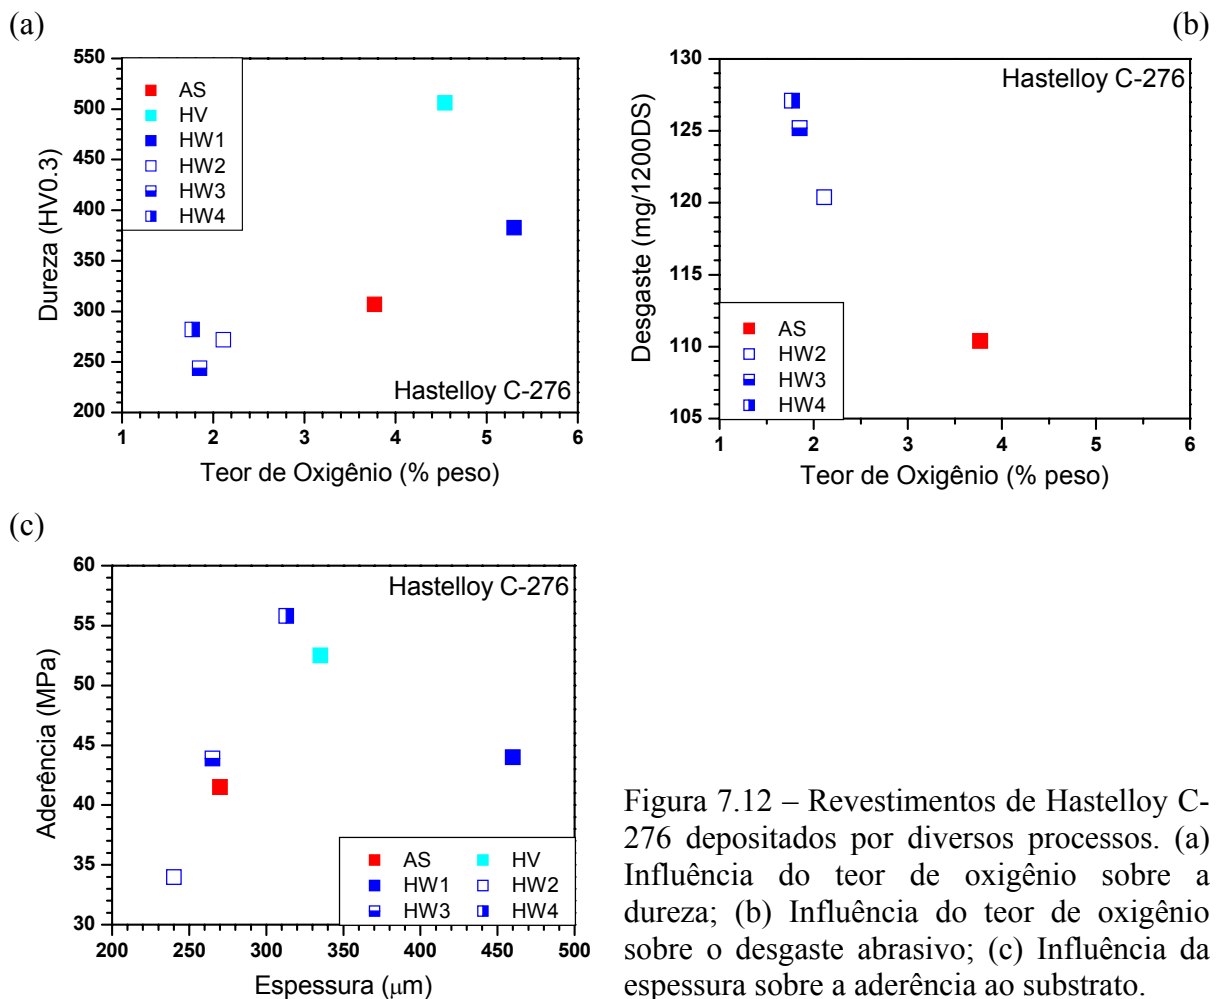 (a)
Dureza (HV0.3)
550
500
450
400
350
300
250
200
AS
HV
HW1
HW2
HW3
HW4
Hastelloy C-276
1 2 3 4 5 6
Teor de Oxigênio (% peso)
(b)
Desgaste (mg/1200DS)
130
125
120
115
110
105
Hastelloy C-276
AS
HW2
HW3
HW4
1 2 3 4 5 6
Teor de Oxigênio (% peso)
(c)
Aderência (MPa)
60
55
50
45
40
35
30
Hastelloy C-276
AS HV
HW1 HW2
HW3 HW4
200 250 300 350 400 450 500
Espessura (μm)
Figura 7.12 – Revestimentos de Hastelloy C-
276 depositados por diversos processos. (a)
Influência do teor de oxigênio sobre a
dureza; (b) Influência do teor de oxigênio
sobre o desgaste abrasivo; (c) Influência da
espessura sobre a aderência ao substrato.